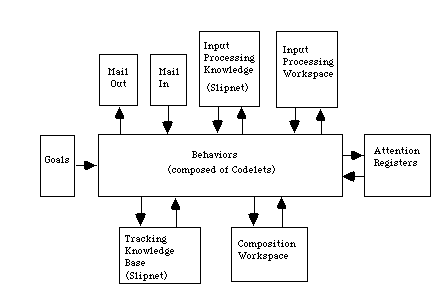 Mail
Out
Mail
In
Input
Processing
Knowledge
(Slipnet)
Input
Processing
Workspace
Goals
Behaviors
(composed of Codelets)
Attention
Registers
Tracking
Knowledge
Base
(Slipnet)
Composition
Workspace